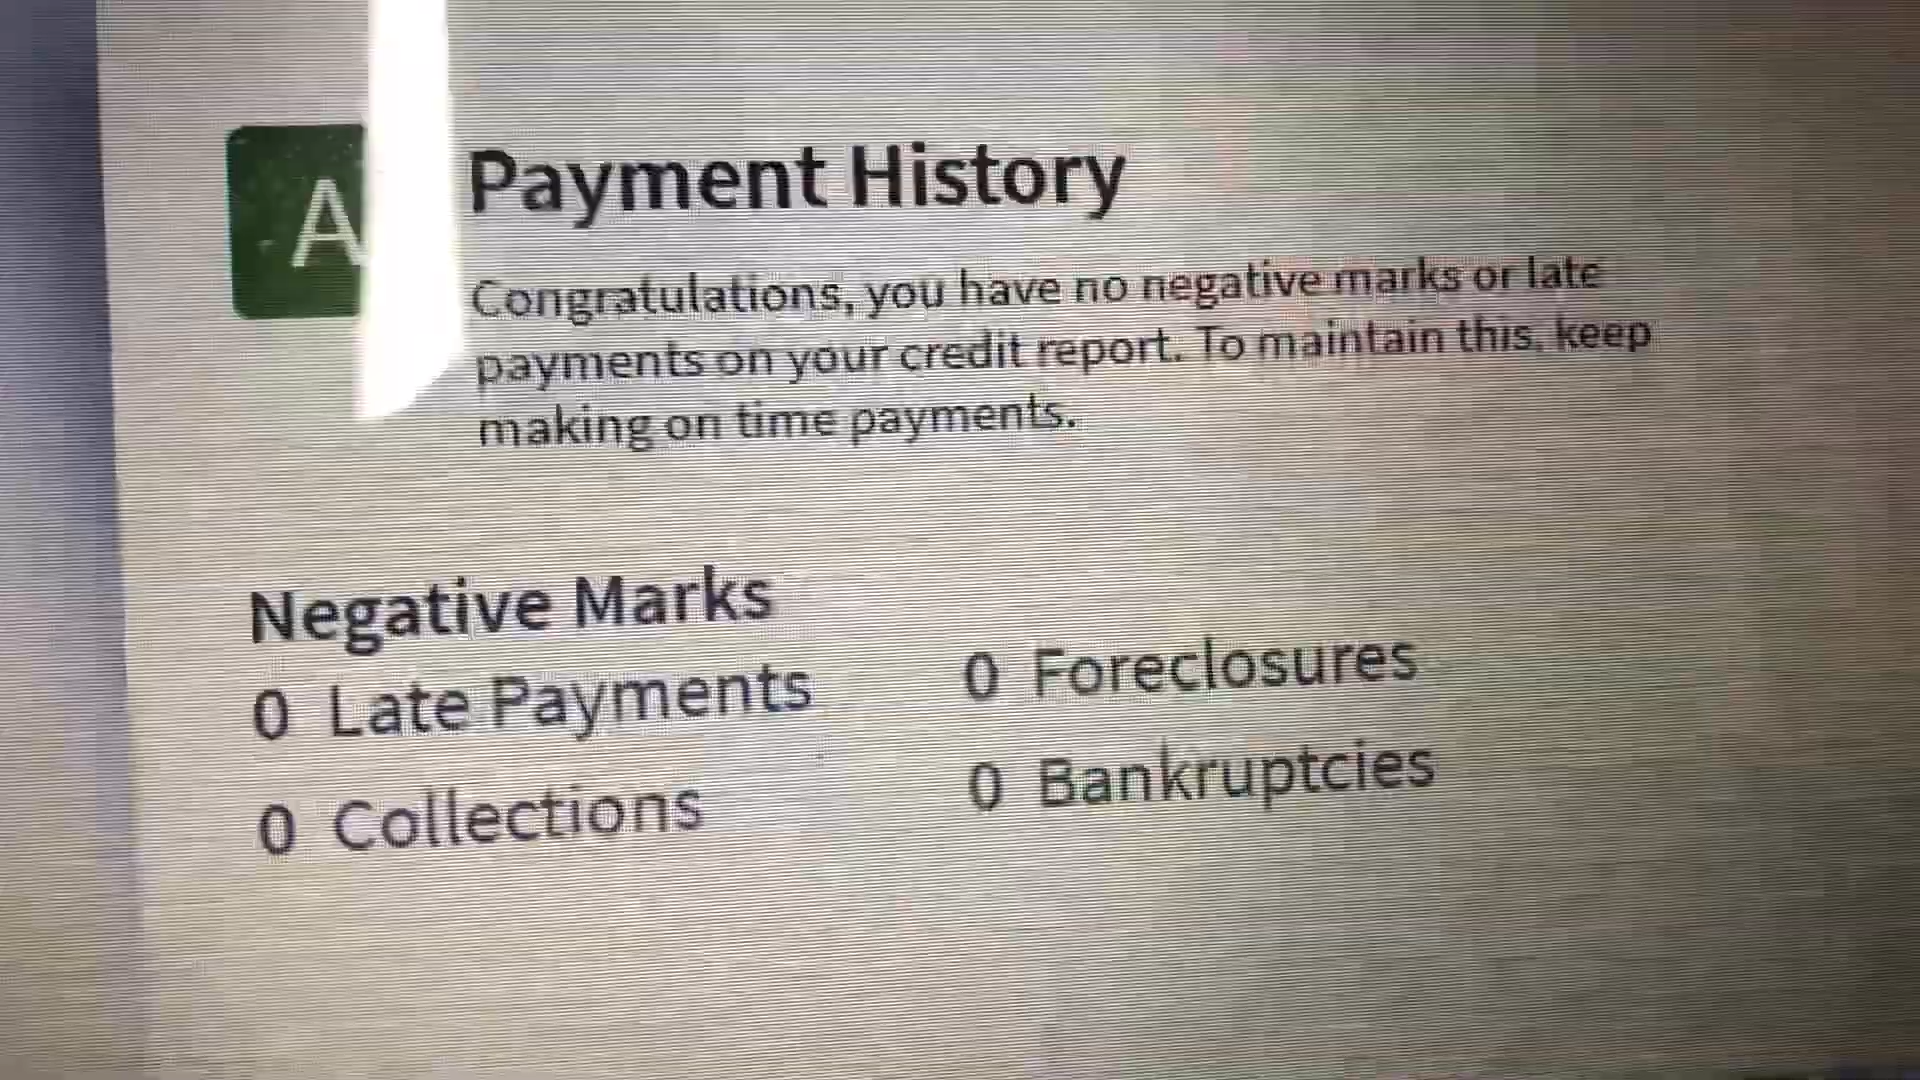 A
Payment History
Congratulations, you have no negative marks or late
payments on your credit report. To maintain this, keep
making on time payments.
Negative Marks
0 Late Payments
0 Foreclosures
0 Collections
0 Bankruptcies